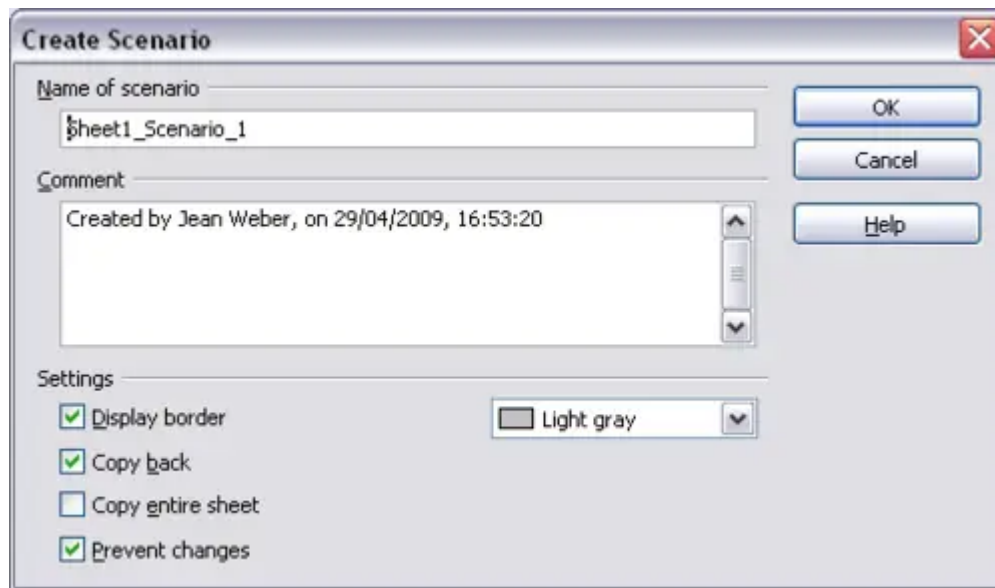 Create Scenario
Name of scenario
Sheet1_Scenario_1
OK
Cancel
Comment
Created by Jean Weber, on 29/04/2009, 16:53:20
Help
Settings
Display border
Light gray
Copy back
Copy entire sheet
Prevent changes